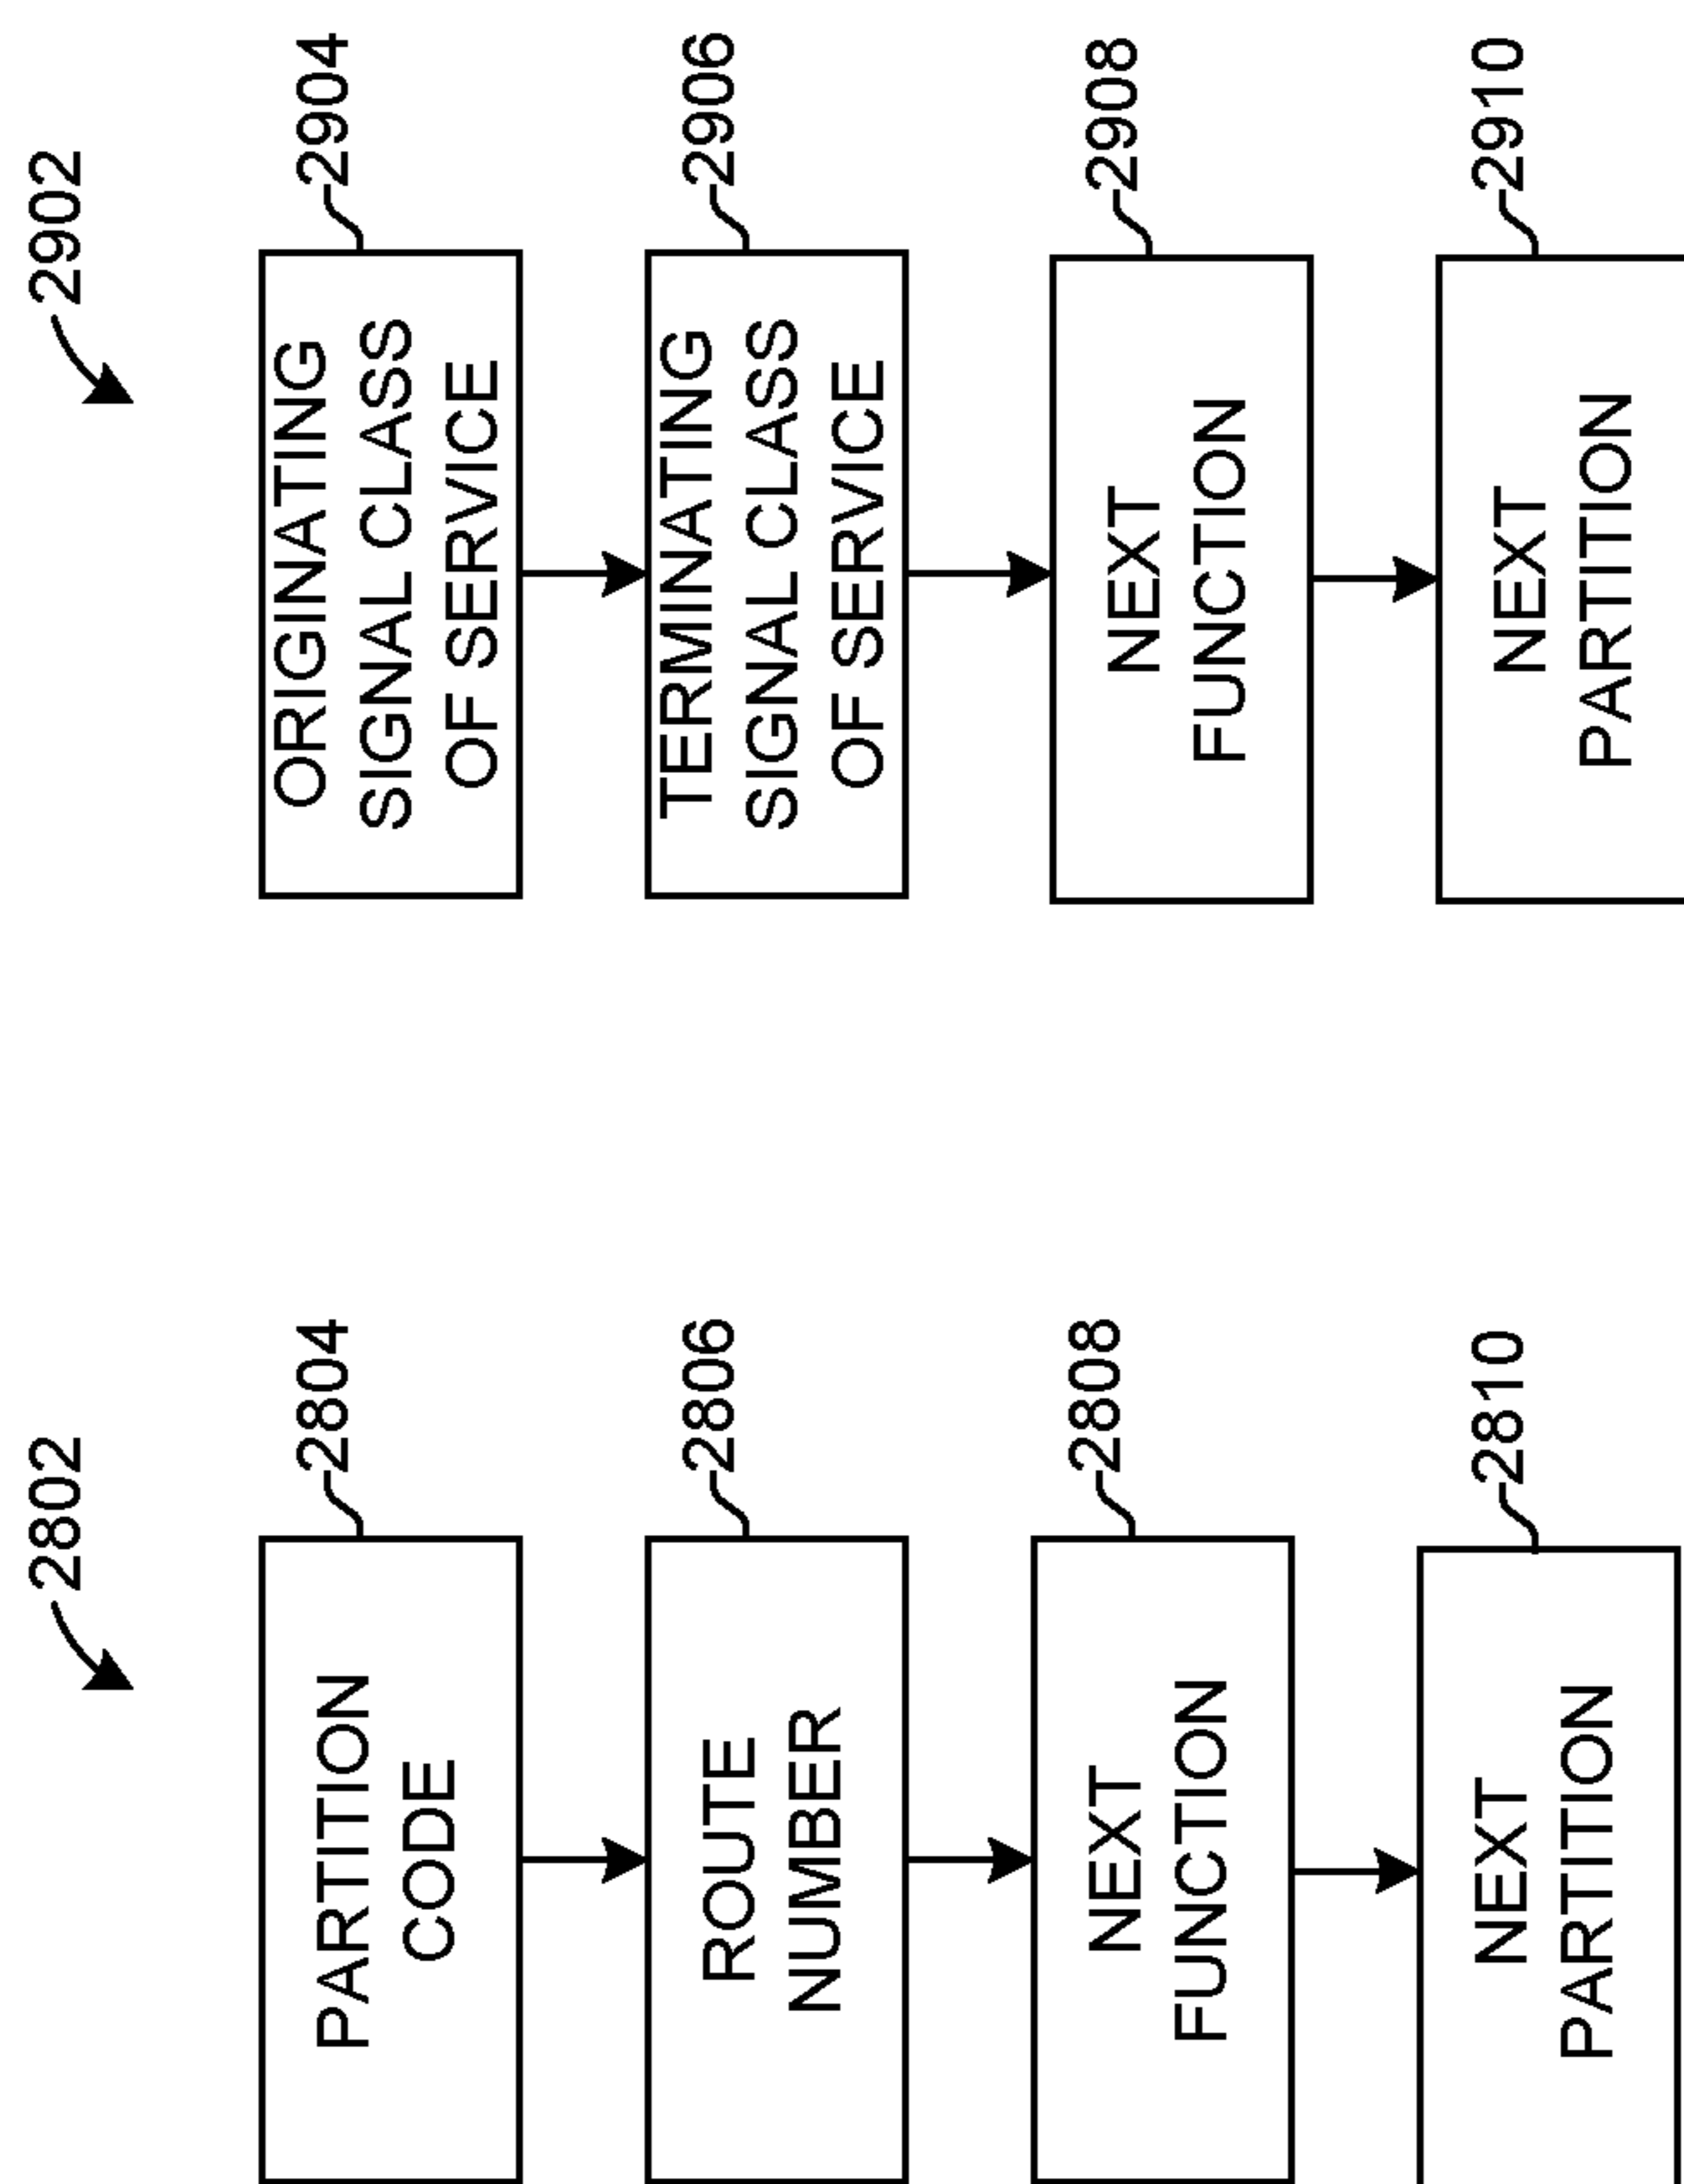 2802
PARTITION
CODE
2804
ROUTE
NUMBER
2806
NEXT
FUNCTION
2808
NEXT
PARTITION
2810
2902
ORIGINATING
SIGNAL CLASS
OF SERVICE
2904
TERMINATING
SIGNAL CLASS
OF SERVICE
2906
NEXT
FUNCTION
2908
NEXT
PARTITION
2910